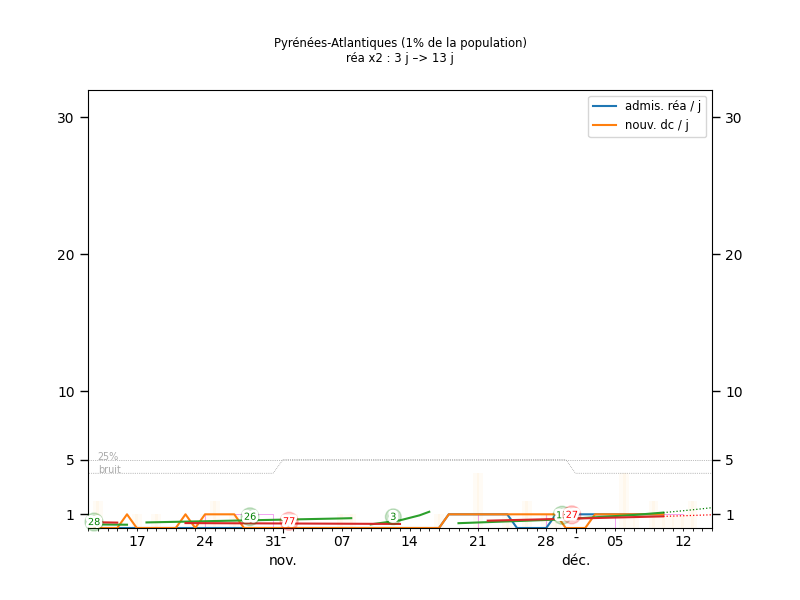 Pyrénées-Atlantiques (1% de la population)
réa x2 : 3 j –> 13 j
admis. réa / j
nouv. dc / j
30 30
20 20
10 10
5 5
1 1
25%
bruit
28 26 77 3 27
17 24 31 07 14 21 28 05 12
nov. déc.